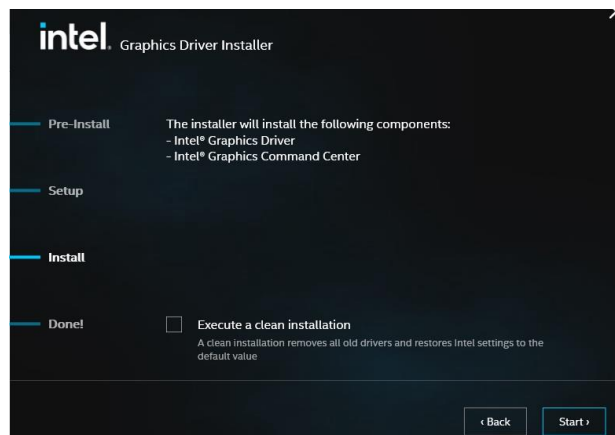 intel. Graphics Driver Installer
Pre-Install
The installer will install the following components:
- Intel® Graphics Driver
- Intel® Graphics Command Center
Setup
Install
Done!
Execute a clean installation
A clean installation removes all old drivers and restores Intel settings to the
default value
‹ Back
Start ›